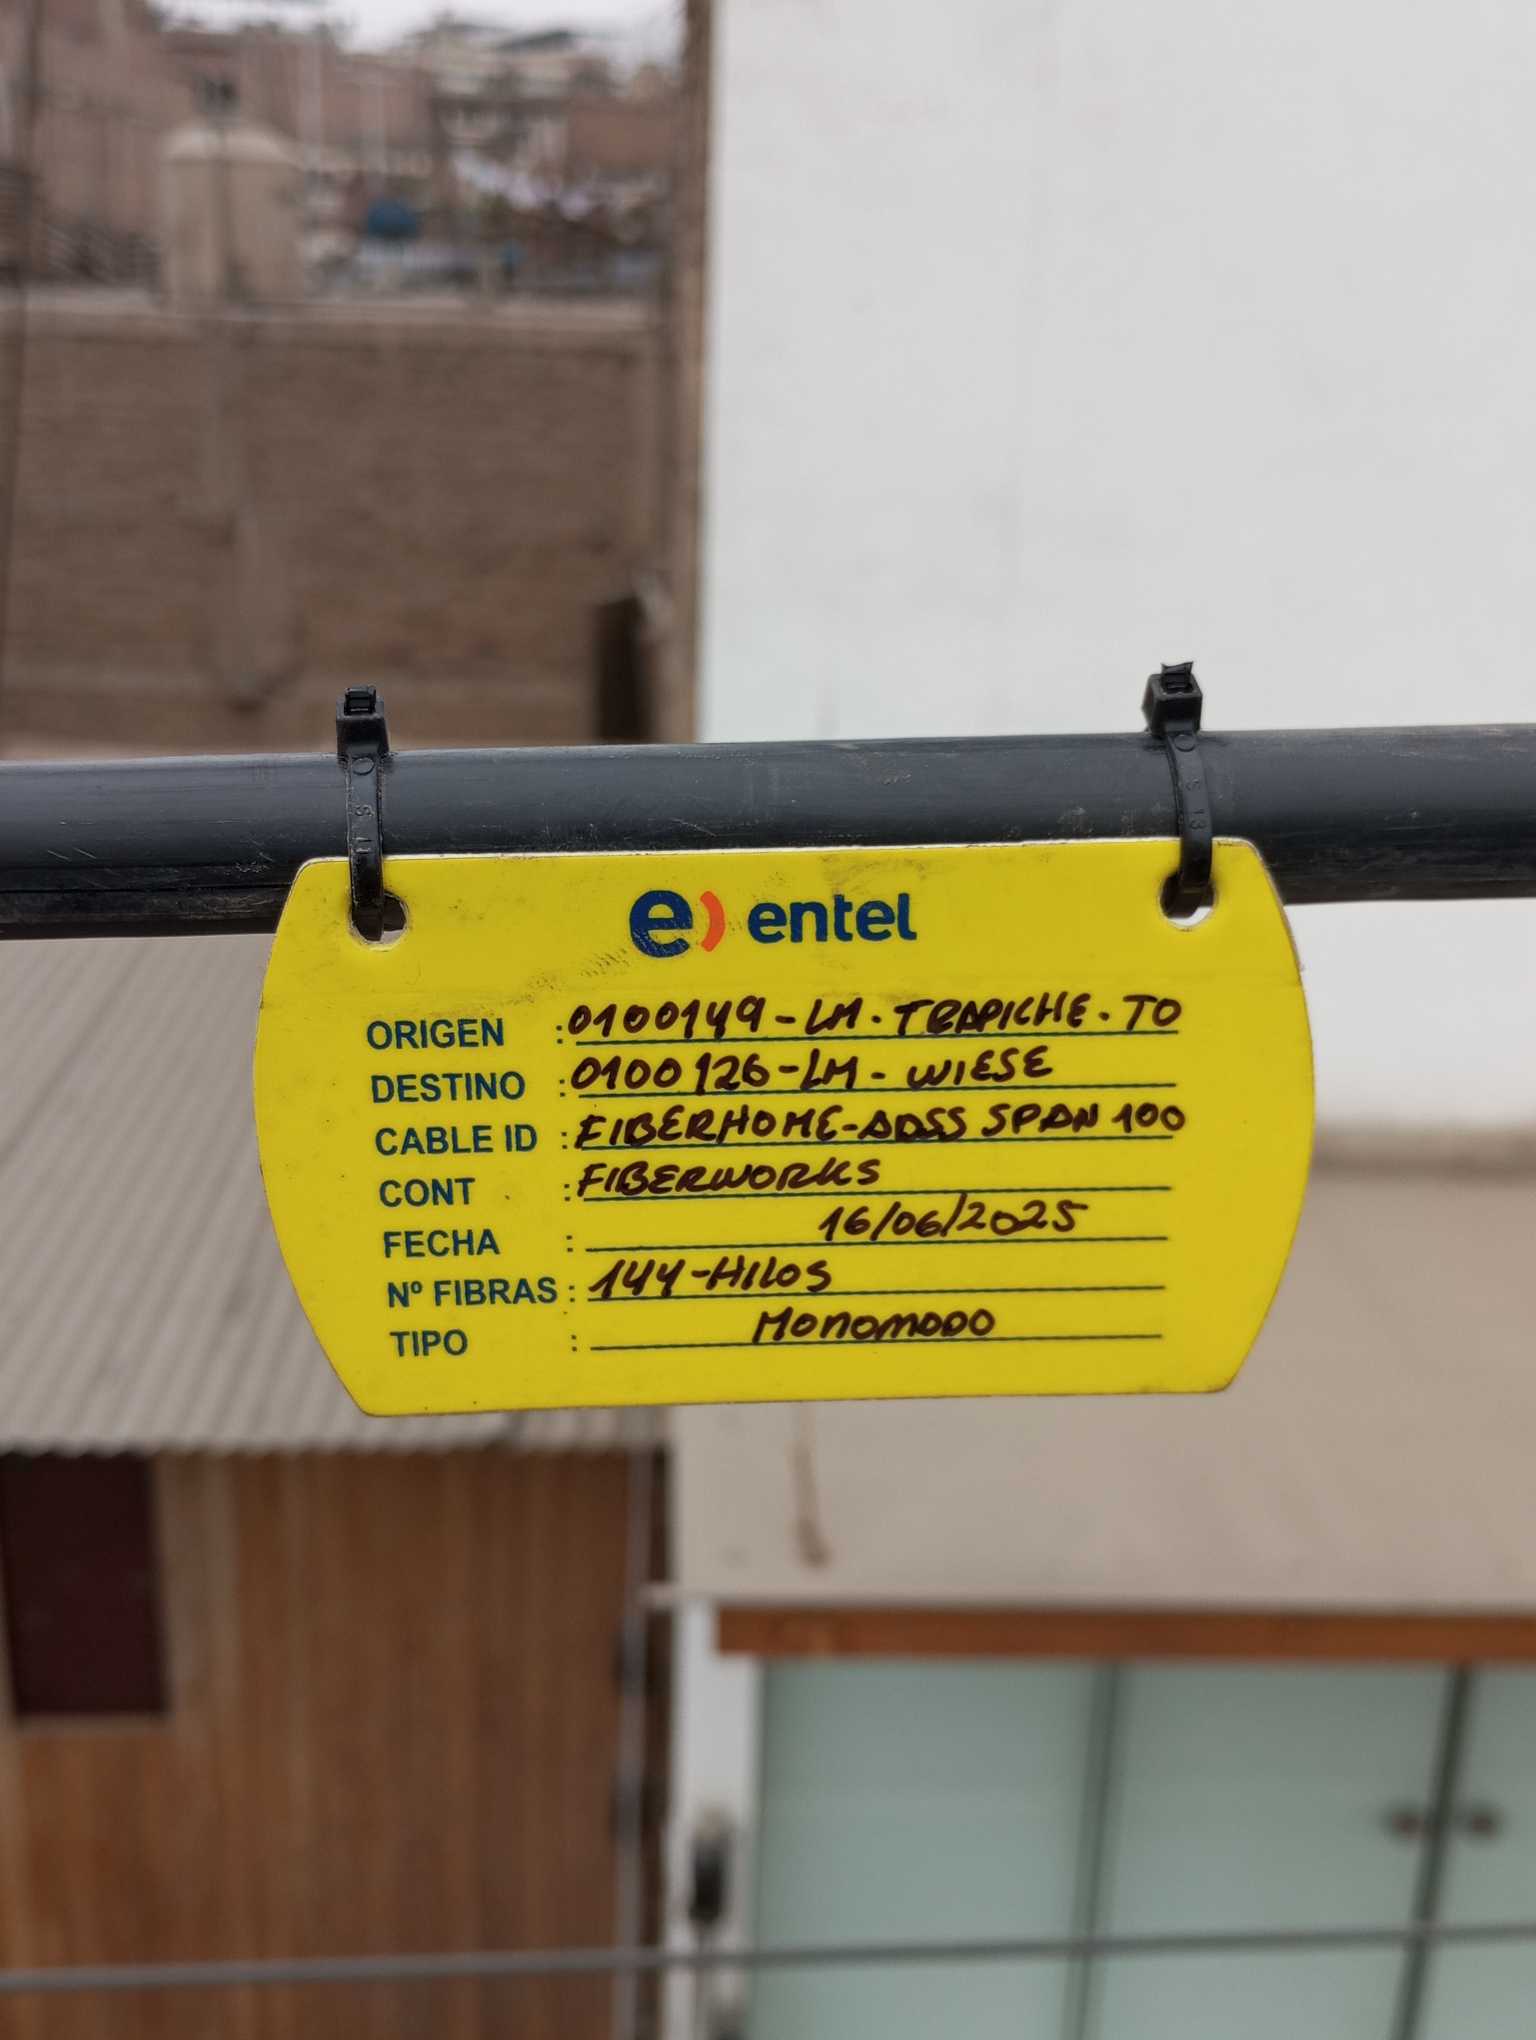 e) entel
ORIGEN : 0100149-LM.TRAPICHE.TO
DESTINO : 0100126-LM-WIESE
CABLE ID : FIBERHOME-ADSS SPAN 100
CONT : FIBERWORKS
FECHA : 16/06/2025
Nº FIBRAS : 144-HILOS
TIPO : MONOMODO